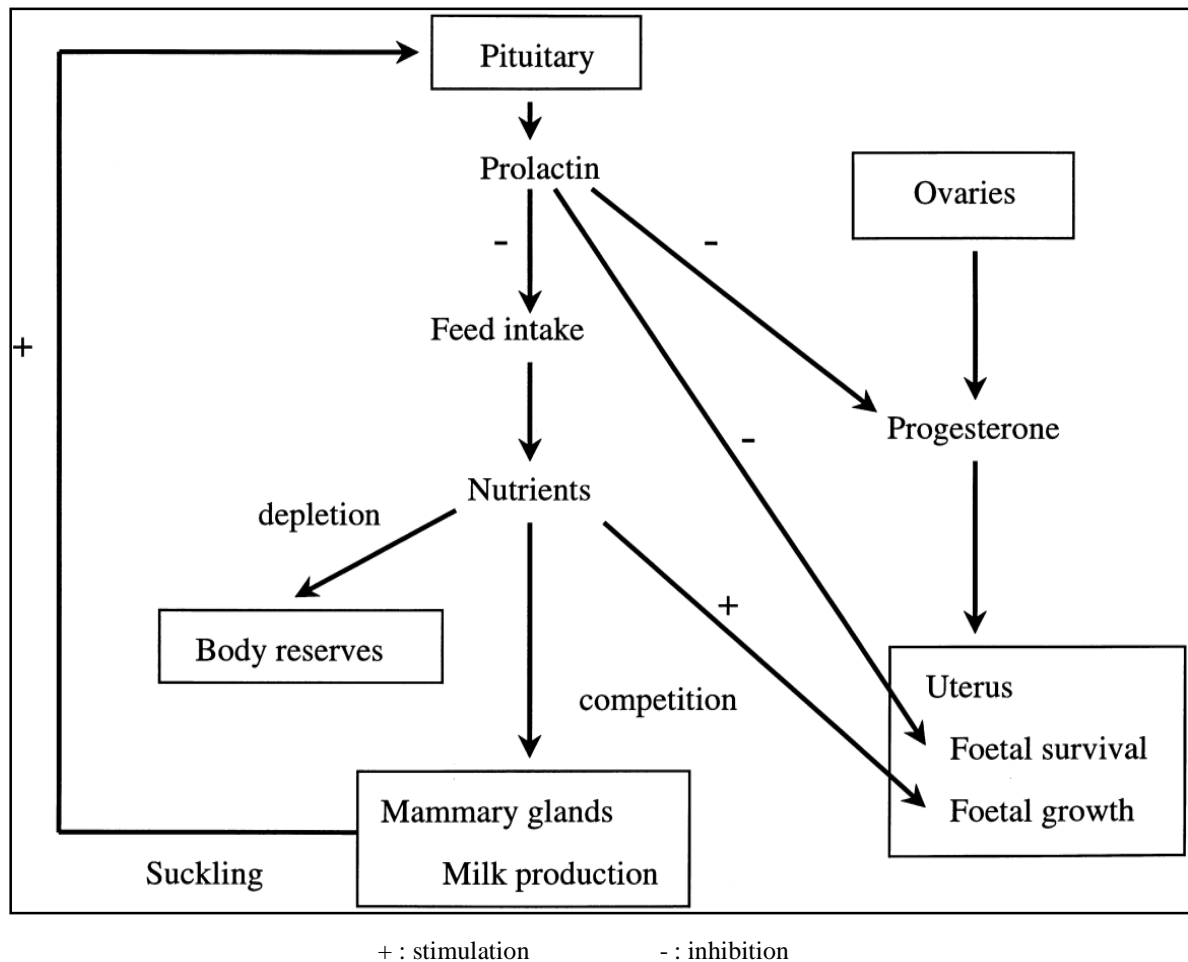 Pituitary
Prolactin
Ovaries
-
-
Feed intake
+
Progesterone
-
Nutrients
depletion
+
Body reserves
Uterus
competition
Foetal survival
Mammary glands
Foetal growth
Suckling
Milk production
+ : stimulation - : inhibition